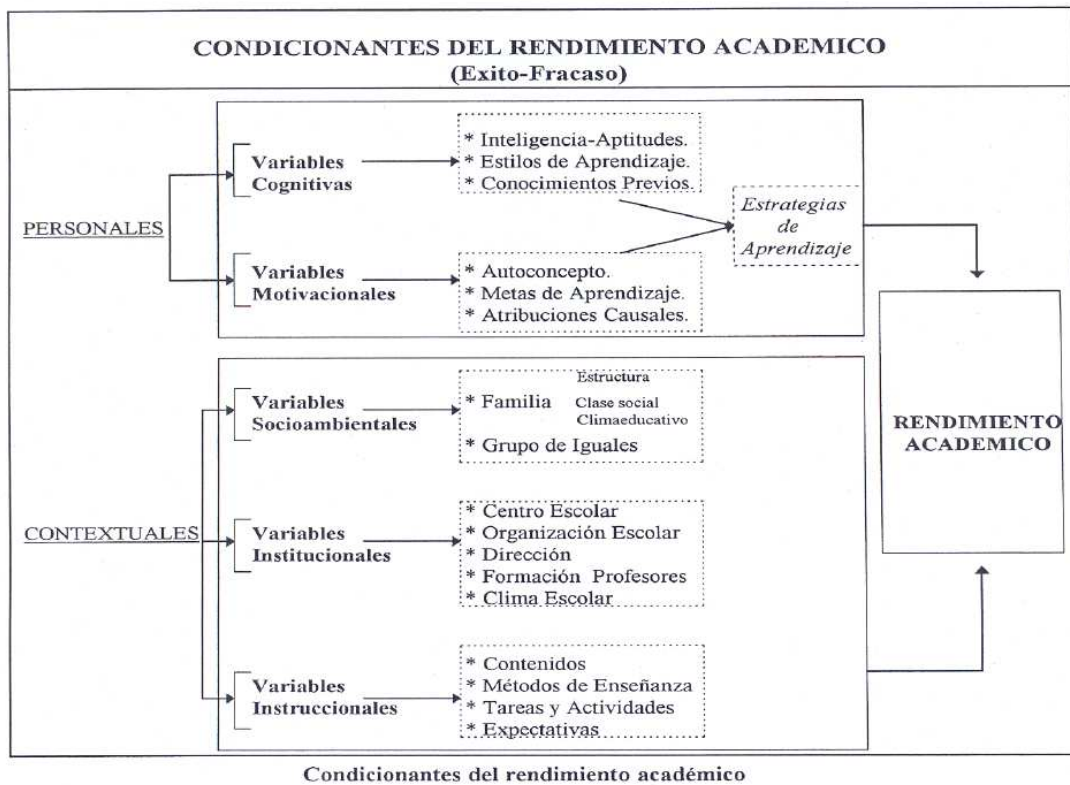 CONDICIONANTES DEL RENDIMIENTO ACADEMICO
(Exito-Fracaso)
PERSONALES
Variables
Cognitivas
* Inteligencia-Aptitudes.
* Estilos de Aprendizaje.
* Conocimientos Previos.
Variables
Motivacionales
* Autoconcepto.
* Metas de Aprendizaje.
* Atribuciones Causales.
Estrategias
de
Aprendizaje
CONTEXTUALES
Variables
Socioambientales
Estructura
* Familia Clase social
Climaeducativo
* Grupo de Iguales
Variables
Institucionales
* Centro Escolar
* Organización Escolar
* Dirección
* Formación Profesores
* Clima Escolar
Variables
Instruccionales
* Contenidos
* Métodos de Enseñanza
* Tareas y Actividades
* Expectativas
RENDIMIENTO
ACADEMICO
Condicionantes del rendimiento académico